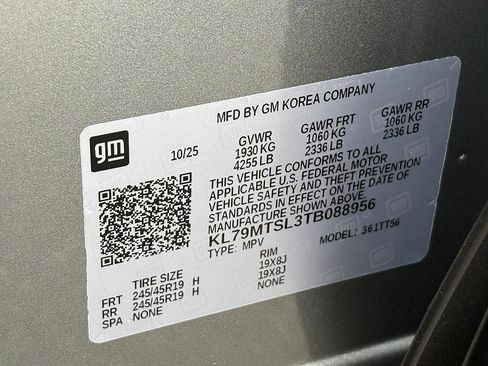 MFD BY GM KOREA COMPANY
gm
10/25
GVWR GAWR FRT GAWR RR
1930 KG 1060 KG 1060 KG
4255 LB 2336 LB 2336 LB
THIS VEHICLE CONFORMS TO ALL
APPLICABLE U.S. FEDERAL MOTOR
VEHICLE SAFETY AND THEFT PREVENTION
STANDARDS IN EFFECT ON THE DATE OF
MANUFACTURE SHOWN ABOVE.
KL79MTSL3TB088956
TYPE: MPV MODEL: 361TT56
TIRE SIZE RIM
FRT 245/45R19 H 19X8J
RR 245/45R19 H 19X8J
SPA NONE NONE